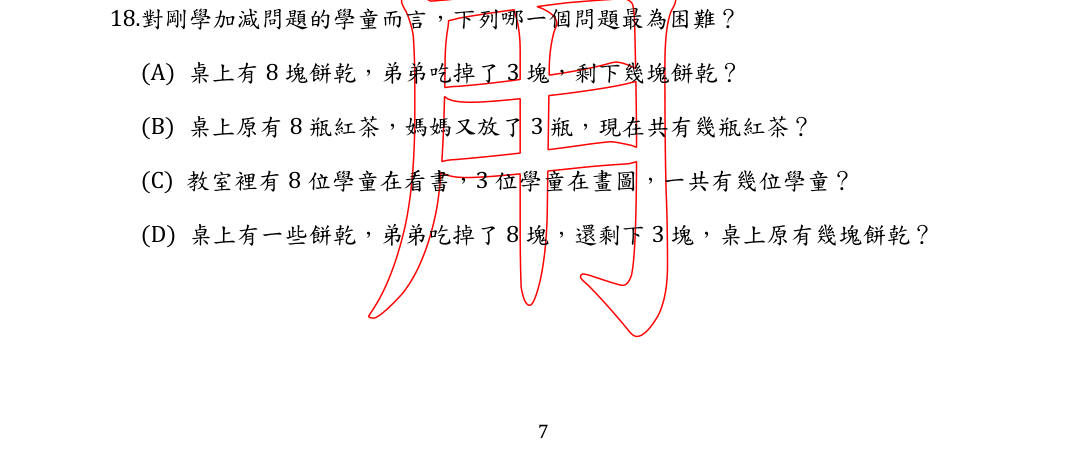 18.對剛學加減問題的學童而言，下列哪一個問題最為困難？
(A) 桌上有 8 塊餅乾，弟弟吃掉了 3 塊，剩下幾塊餅乾？
(B) 桌上原有 8 瓶紅茶，媽媽又放了 3 瓶，現在共有幾瓶紅茶？
(C) 教室裡有 8 位學童在看書，3 位學童在畫圖，一共有幾位學童？
(D) 桌上有一些餅乾，弟弟吃掉了 8 塊，還剩下 3 塊，桌上原有幾塊餅乾？
用
7